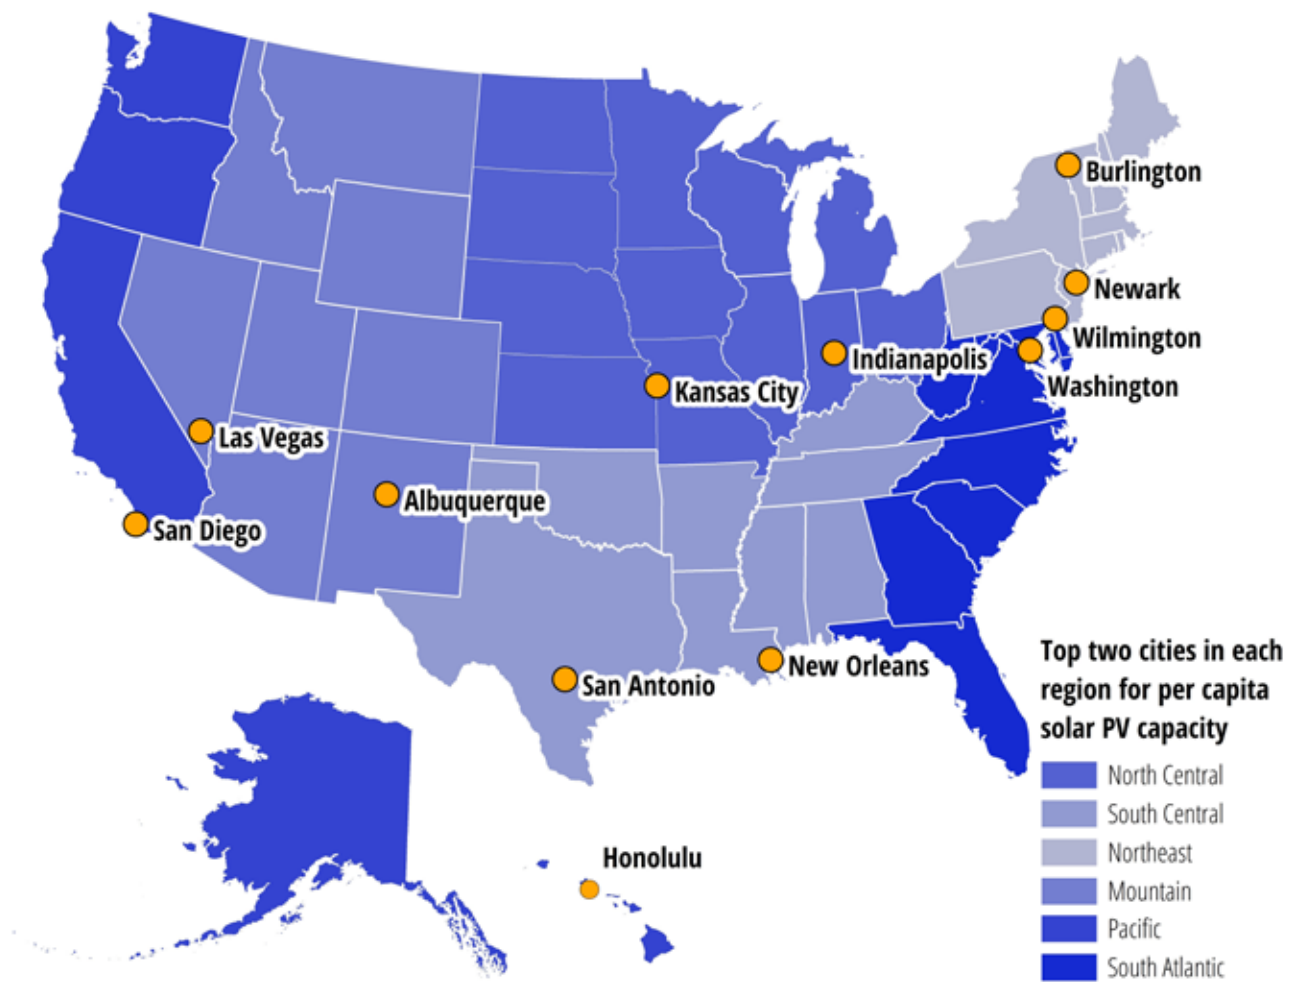 Burlington
Newark
Wilmington
Indianapolis
Washington
Kansas City
Las Vegas
Albuquerque
San Diego
New Orleans
San Antonio
Honolulu
Top two cities in each
region for per capita
solar PV capacity
North Central
South Central
Northeast
Mountain
Pacific
South Atlantic